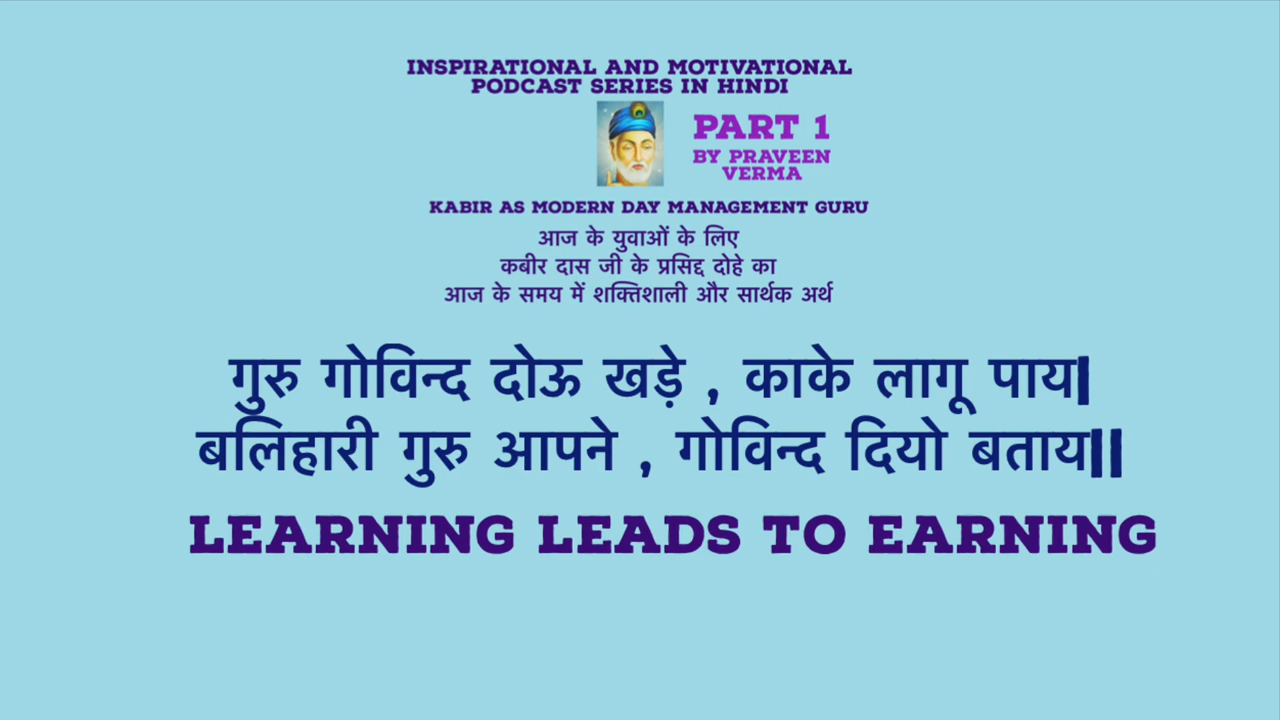 INSPIRATIONAL AND MOTIVATIONAL
PODCAST SERIES IN HINDI
PART 1
BY PRAVEEN
VERMA
KABIR AS MODERN DAY MANAGEMENT GURU
आज के युवाओं के लिए
कबीर दास जी के प्रसिद्द दोहे का
आज के समय में शक्तिशाली और सार्थक अर्थ
गुरु गोविन्द दोऊ खड़े , काके लागू पाय|
बलिहारी गुरु आपने , गोविन्द दियो बताय||
LEARNING LEADS TO EARNING